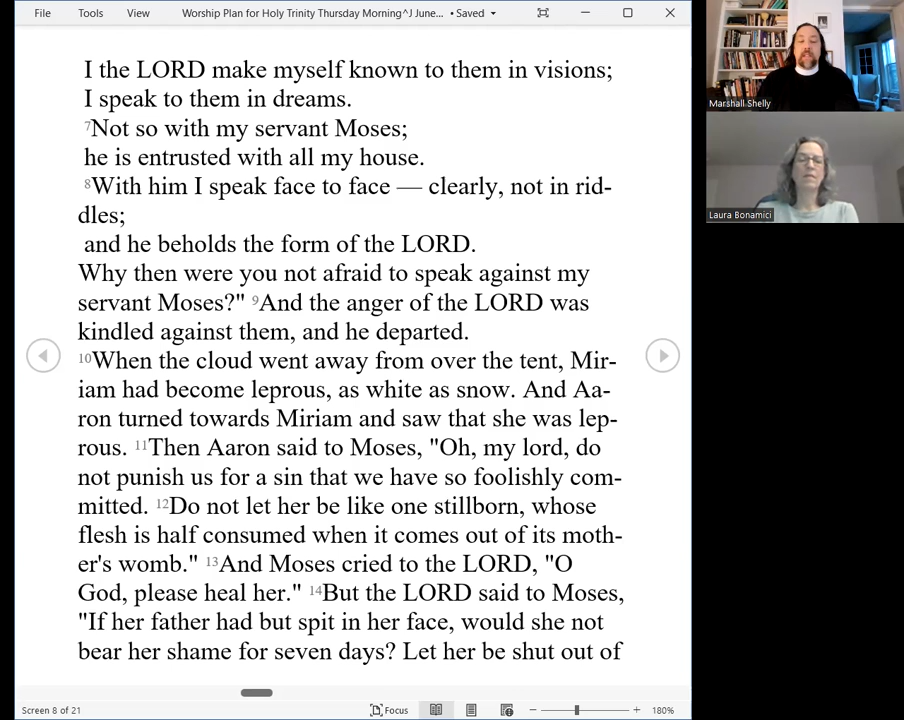 File Tools View Worship Plan for Holy Trinity Thursday Morning^J June... • Saved
I the LORD make myself known to them in visions;
I speak to them in dreams.
7Not so with my servant Moses;
he is entrusted with all my house.
8With him I speak face to face — clearly, not in rid-
dles;
and he beholds the form of the LORD.
Why then were you not afraid to speak against my
servant Moses?" 9And the anger of the LORD was
kindled against them, and he departed.
10When the cloud went away from over the tent, Mir-
iam had become leprous, as white as snow. And Aa-
ron turned towards Miriam and saw that she was lep-
rous. 11Then Aaron said to Moses, "Oh, my lord, do
not punish us for a sin that we have so foolishly com-
mitted. 12Do not let her be like one stillborn, whose
flesh is half consumed when it comes out of its moth-
er's womb." 13And Moses cried to the LORD, "O
God, please heal her." 14But the LORD said to Moses,
"If her father had but spit in her face, would she not
bear her shame for seven days? Let her be shut out of
Screen 8 of 21 Focus 180%
Marshall Shelly
Laura Bonamici